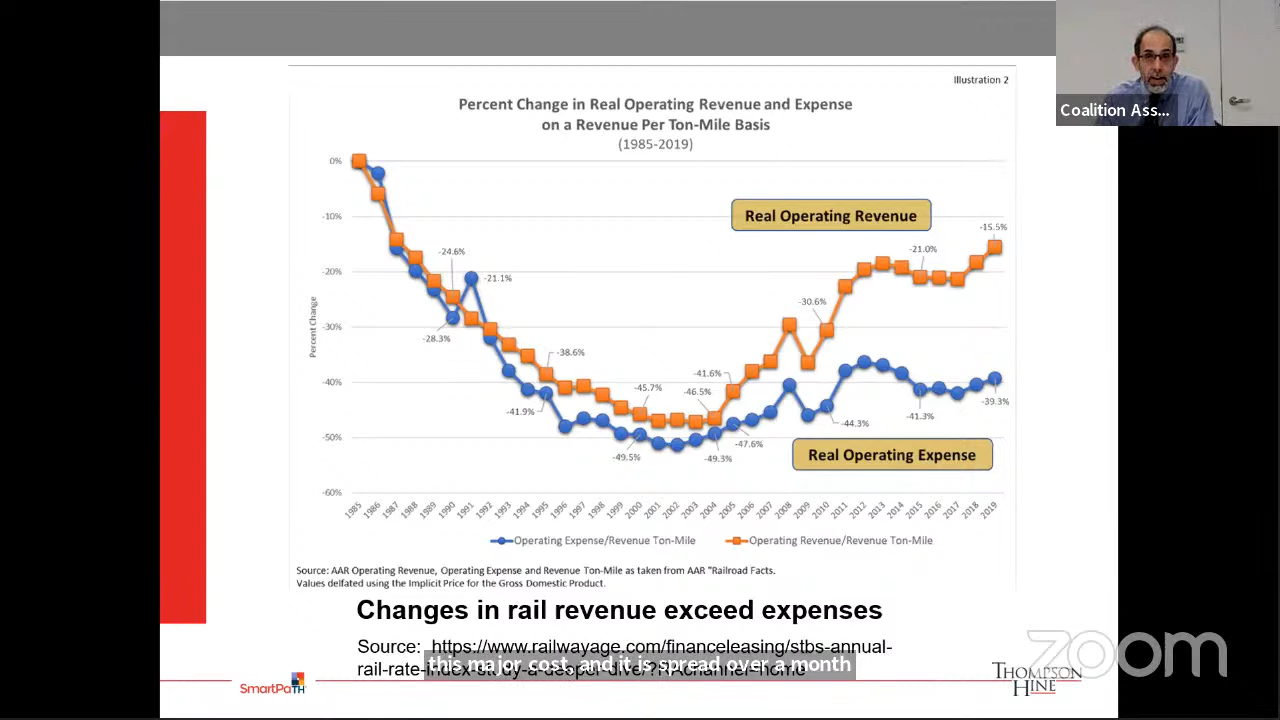 Illustration 2
Percent Change in Real Operating Revenue and Expense
on a Revenue Per Ton-Mile Basis
(1985-2019)
Coalition Ass...
0%
-10%
-20%
-30%
-40%
-50%
-60%
Percent Change
Real Operating Revenue
Real Operating Expense
-24.6%
-21.1%
-28.3%
-38.6%
-41.9%
-45.7%
-49.5%
-46.5%
-49.3%
-41.6%
-47.6%
-30.6%
-44.3%
-21.0%
-41.3%
-15.5%
-39.3%
1985 1986 1987 1988 1989 1990 1991 1992 1993 1994 1995 1996 1997 1998 1999 2000 2001 2002 2003 2004 2005 2006 2007 2008 2009 2010 2011 2012 2013 2014 2015 2016 2017 2018 2019
Operating Expense/Revenue Ton-Mile Operating Revenue/Revenue Ton-Mile
Source: AAR Operating Revenue, Operating Expense and Revenue Ton-Mile as taken from AAR "Railroad Facts.
Values delfated using the Implicit Price for the Gross Domestic Product.
Changes in rail revenue exceed expenses
Source: https://www.railwayage.com/financeleasing/stbs-annual-
rail-rate-index-study-a-deeper-dive/?RAchannel=home
this major cost, and it is spread over a month
SmartPaTH
THOMPSON
HINE
zoom